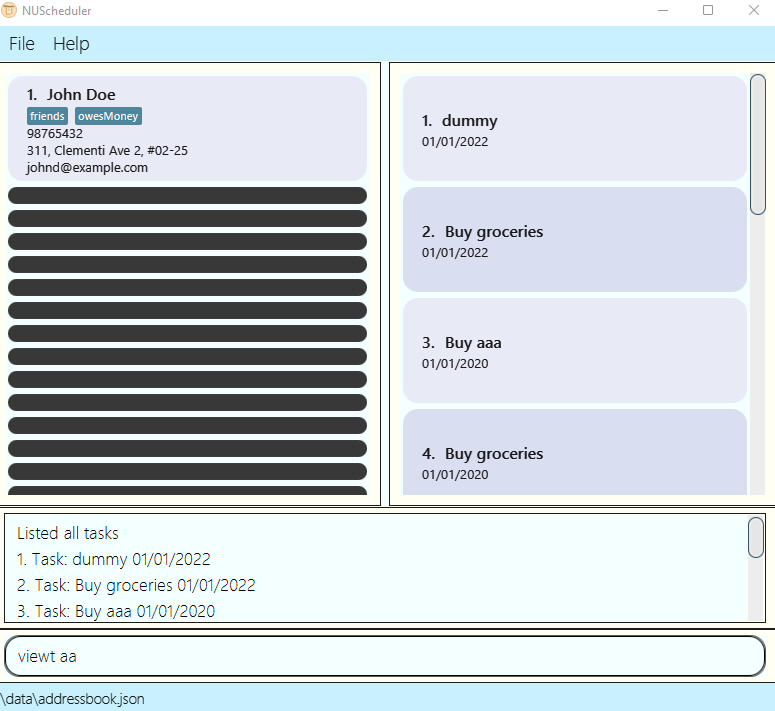 NUScheduler
File Help
1. John Doe
friends owesMoney
98765432
311, Clementi Ave 2, #02-25
johnd@example.com
1. dummy
01/01/2022
2. Buy groceries
01/01/2022
3. Buy aaa
01/01/2020
4. Buy groceries
01/01/2020
Listed all tasks
1. Task: dummy 01/01/2022
2. Task: Buy groceries 01/01/2022
3. Task: Buy aaa 01/01/2020
viewt aa
\data\addressbook.json